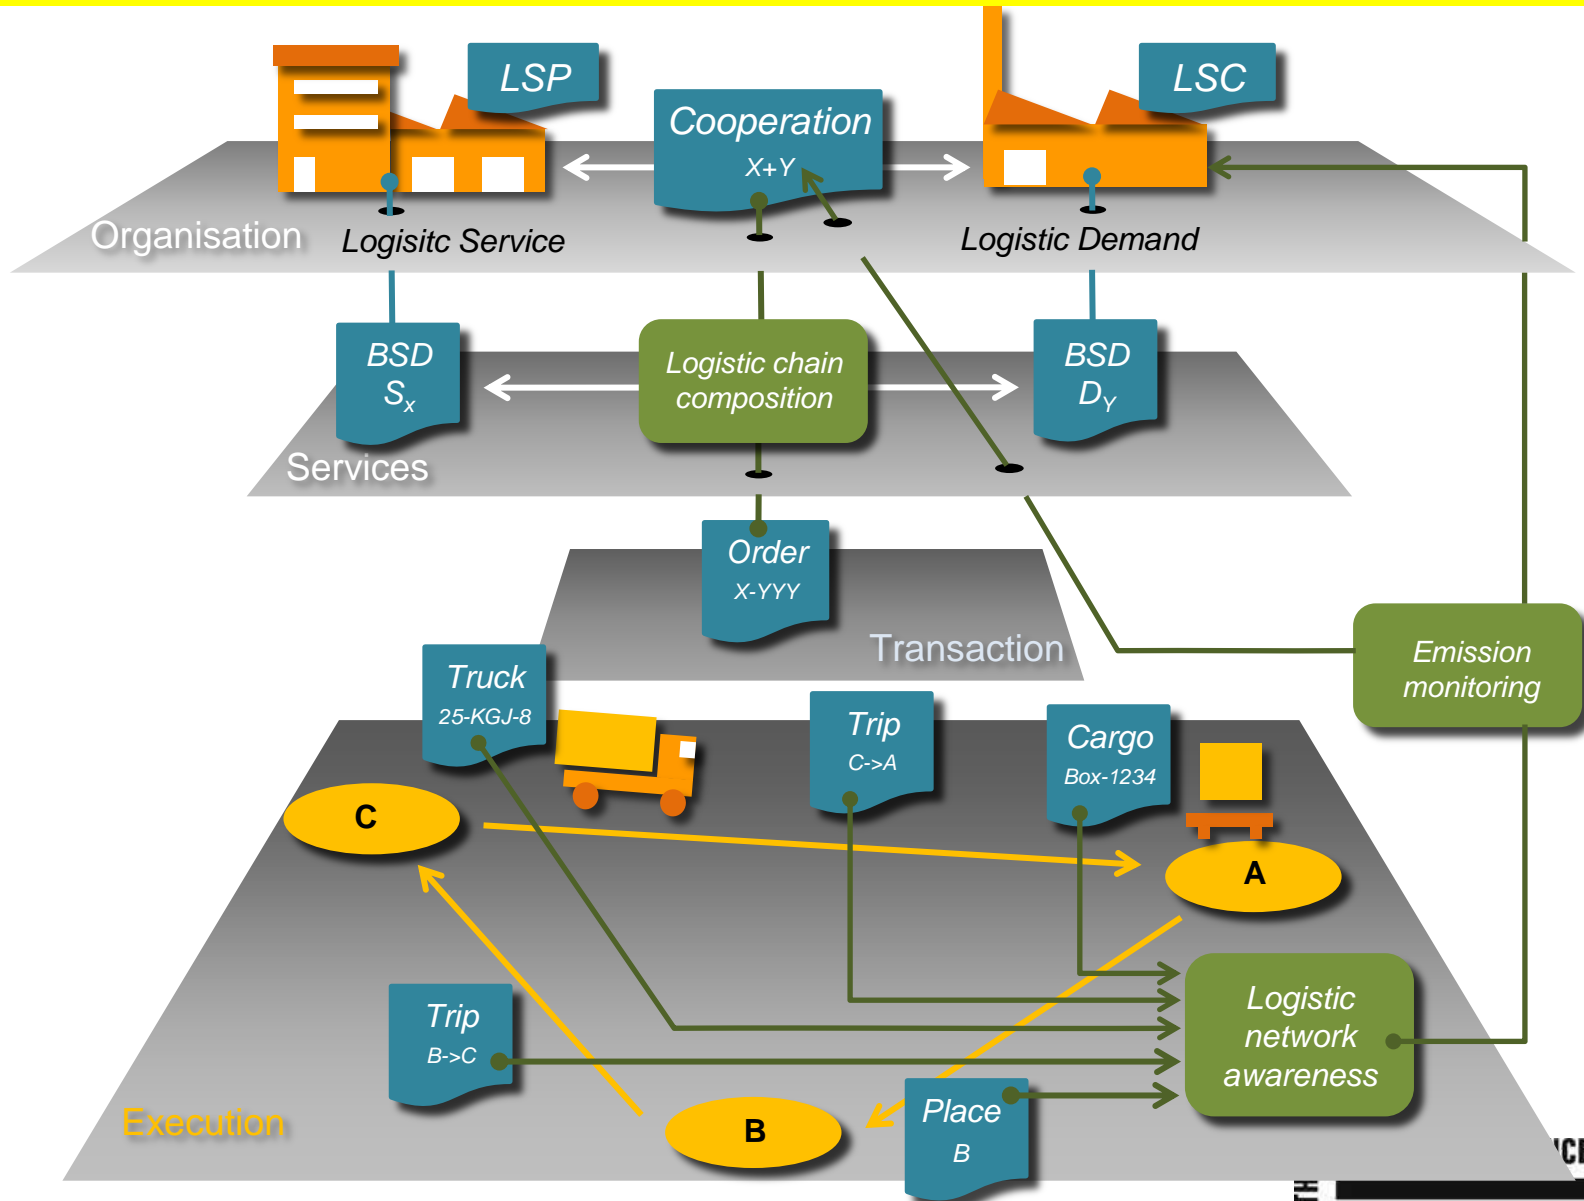 LSP
LSC
Cooperation
X+Y
Organisation
Logisitc Service
Logistic Demand
BSD
Sx
Logistic chain
composition
BSD
DY
Services
Order
X-YYY
Transaction
Truck
25-KGJ-8
Trip
C->A
Cargo
Box-1234
Emission
monitoring
C
A
Trip
B->C
Logistic
network
awareness
Execution
B
Place
B